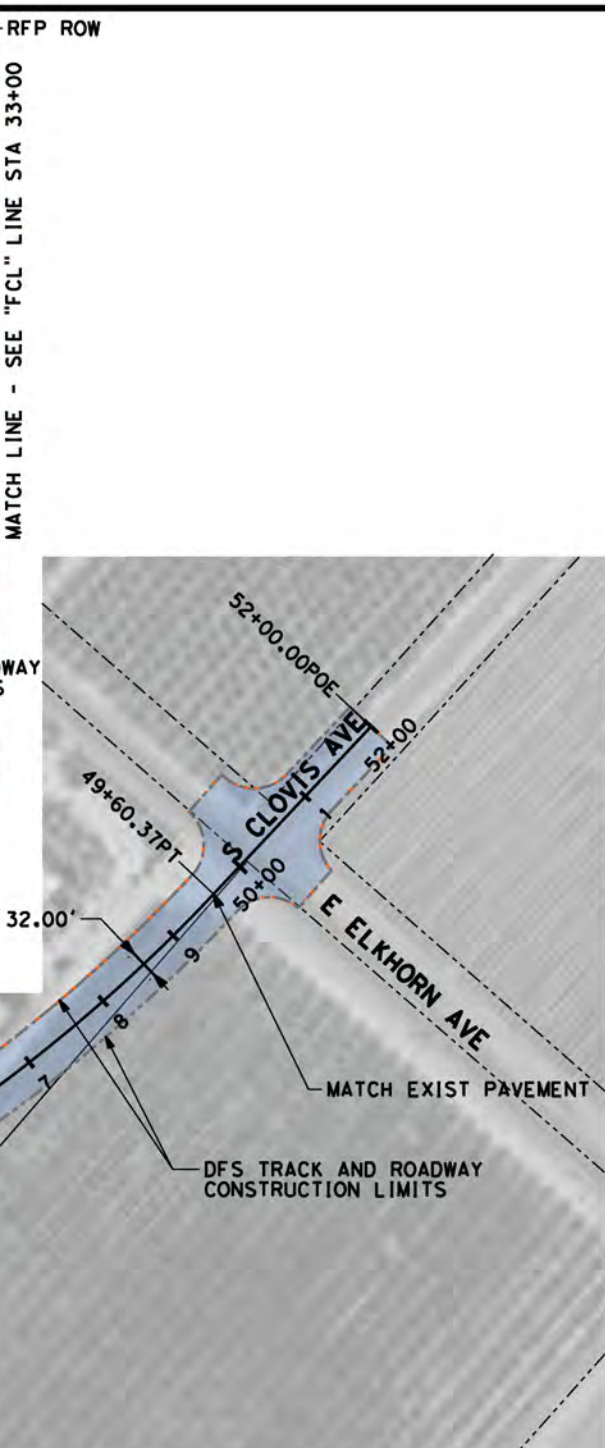 RFP ROW
MATCH LINE - SEE "FCL" LINE STA 33+00
52+00.00POE
S CLOVIS AVE
52+00
49+60.37PT
50+00
32.00'
9
8
7
E ELKHORN AVE
MATCH EXIST PAVEMENT
DFS TRACK AND ROADWAY
CONSTRUCTION LIMITS